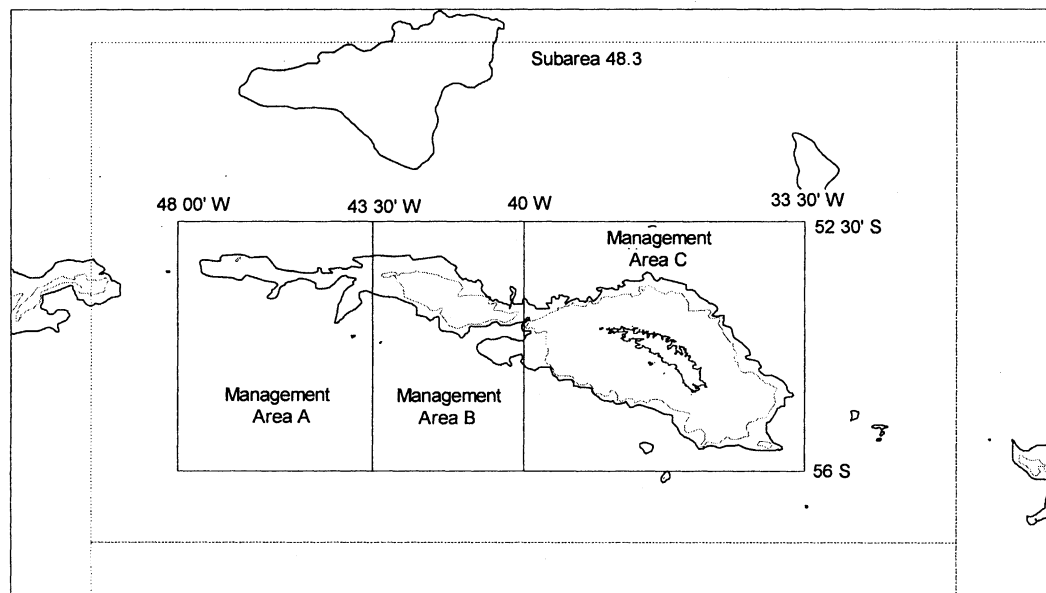 Subarea 48.3
48 00' W
43 30' W
40 W
33 30' W
52 30' S
Management
Area C
Management
Area A
Management
Area B
56 S